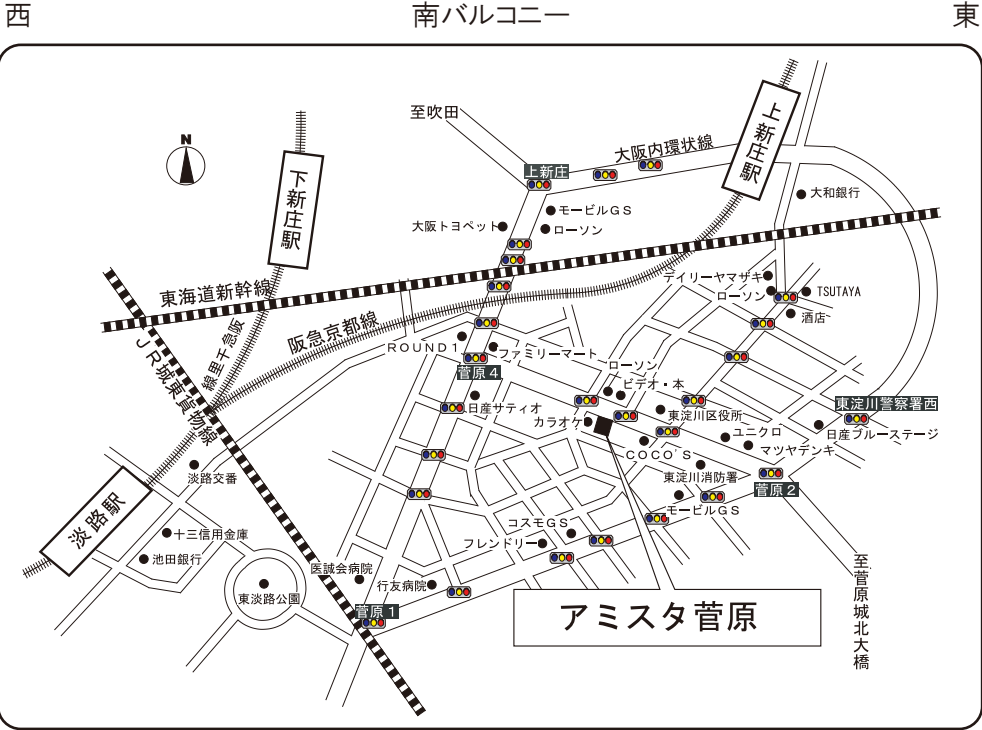 西
南バルコニー
東
N
至吹田
上新庄
大阪内環状線
上新庄駅
下新庄駅
大和銀行
モービルGS
大阪トヨペット
ローソン
デイリーヤマザキ
ローソン
TSUTAYA
酒店
東海道新幹線
阪急京都線
線里千急阪
JR城東貨物線
ROUND1
ファミリーマート
菅原4
ローソン
ビデオ・本
日産サティオ
カラオケ
東淀川区役所
東淀川警察署西
ユニクロ
日産ブルーステージ
マツヤデンキ
COCO'S
淡路交番
東淀川消防署
菅原2
淡路駅
モービルGS
コスモGS
フレンドリー
十三信用金庫
池田銀行
医誠会病院
行友病院
東淡路公園
菅原1
アミスタ菅原
至菅原城北大橋